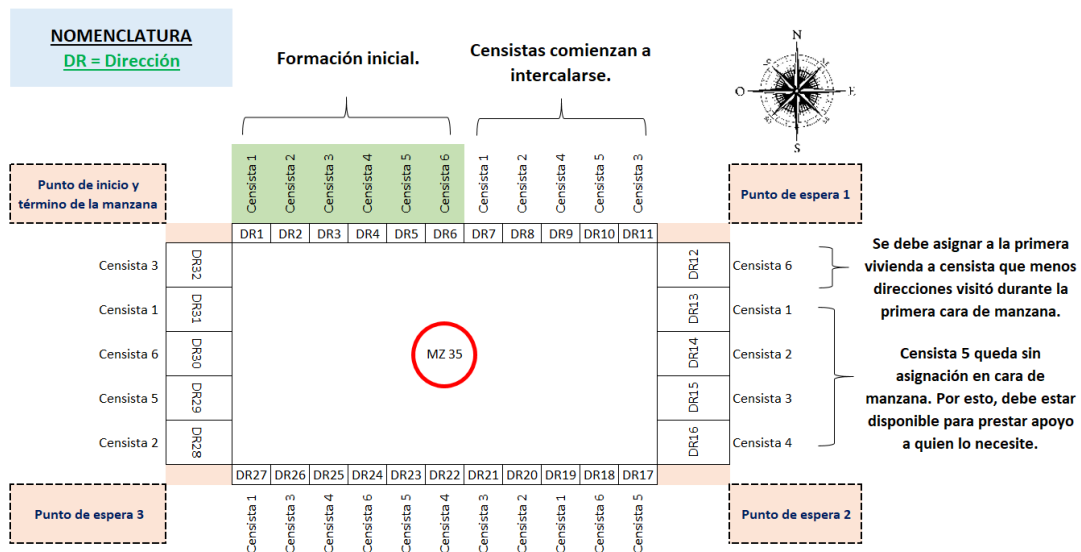 NOMENCLATURA
DR = Dirección
Formación inicial.
Censistas comienzan a
intercalarse.
N
O
E
S
Punto de inicio y
término de la manzana
Censista 1
Censista 2
Censista 3
Censista 4
Censista 5
Censista 6
Censista 1
Censista 2
Censista 4
Censista 5
Censista 3
Punto de espera 1
DR1 DR2 DR3 DR4 DR5 DR6 DR7 DR8 DR9 DR10 DR11
Censista 3 DR32
Censista 1 DR31
Censista 6 DR30
Censista 5 DR29
Censista 2 DR28
MZ 35
DR12 Censista 6
DR13 Censista 1
DR14 Censista 2
DR15 Censista 3
DR16 Censista 4
Se debe asignar a la primera
vivienda a censista que menos
direcciones visitó durante la
primera cara de manzana.
Censista 5 queda sin
asignación en cara de
manzana. Por esto, debe estar
disponible para prestar apoyo
a quien lo necesite.
DR27 DR26 DR25 DR24 DR23 DR22 DR21 DR20 DR19 DR18 DR17
Punto de espera 3
Censista 1
Censista 3
Censista 4
Censista 6
Censista 5
Censista 4
Censista 3
Censista 2
Censista 1
Censista 6
Censista 5
Punto de espera 2